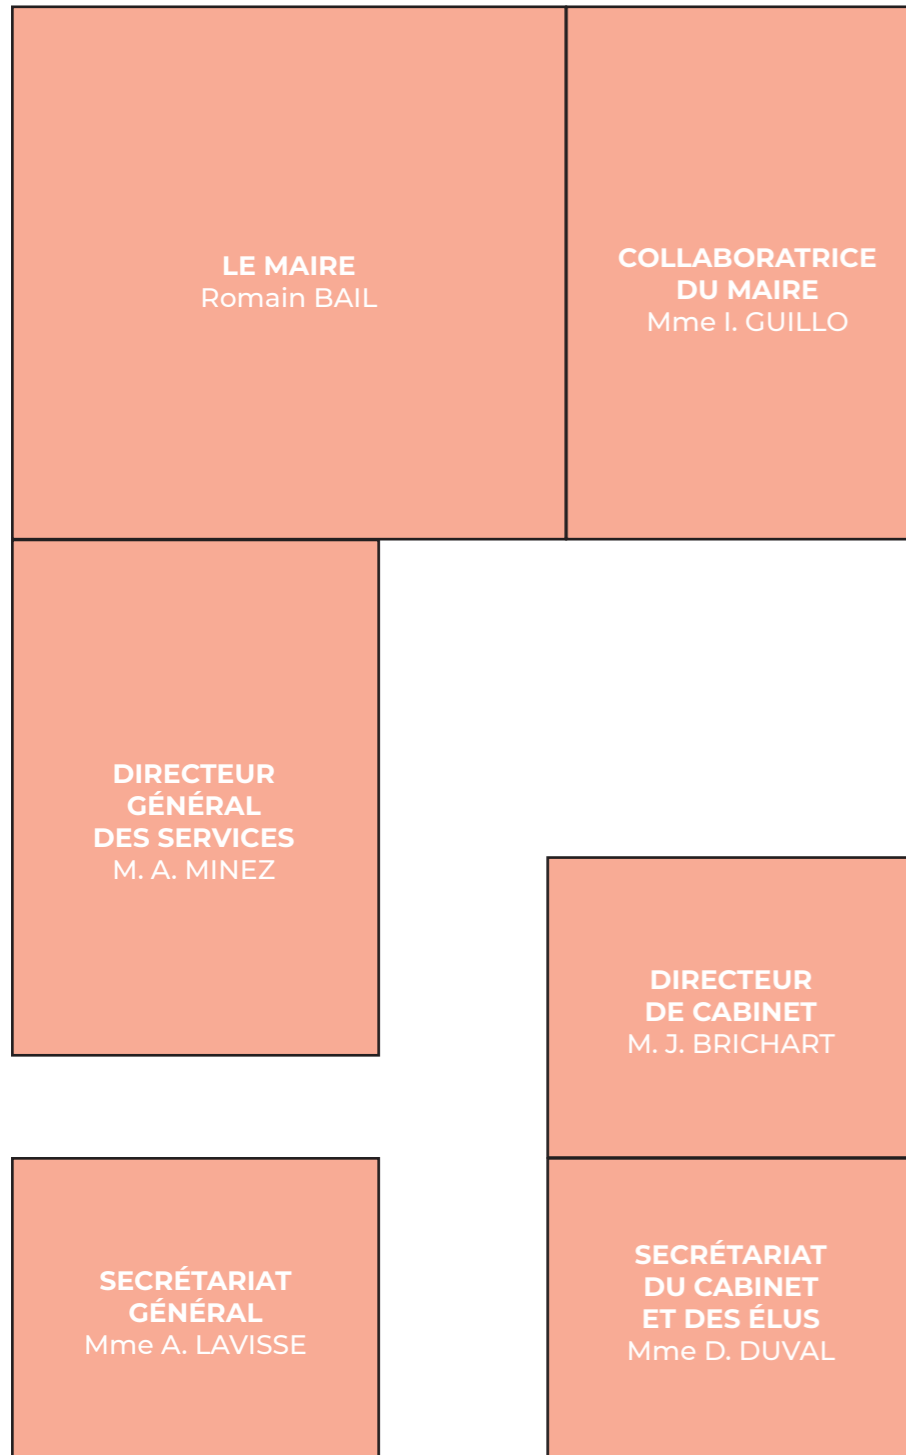 LE MAIRE
Romain BAIL
COLLABORATRICE
DU MAIRE
Mme I. GUILLO
DIRECTEUR
GÉNÉRAL
DES SERVICES
M. A. MINEZ
DIRECTEUR
DE CABINET
M. J. BRICHART
SECRÉTARIAT
GÉNÉRAL
Mme A. LAVISSE
SECRÉTARIAT
DU CABINET
ET DES ÉLUS
Mme D. DUVAL